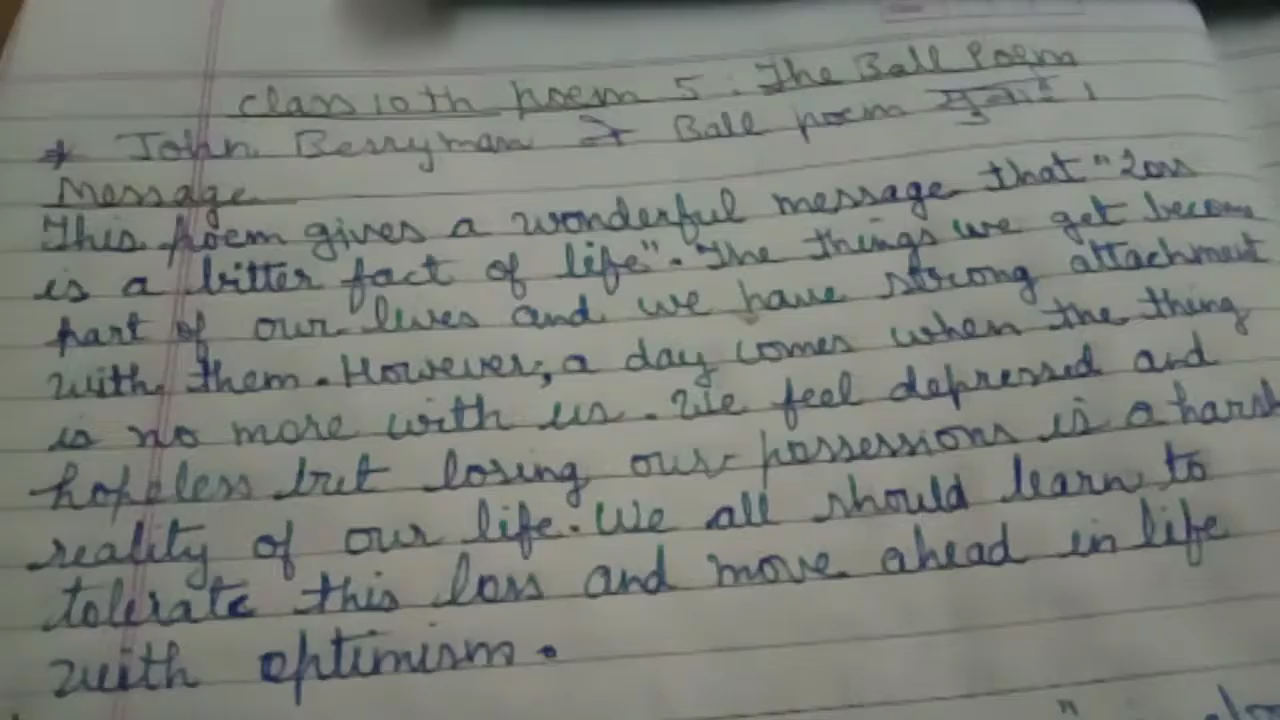 class 10th poem 5. The Ball Poem
* John Berryman ने Ball poem
Message
This poem gives a wonderful message that "Loss
is a bitter fact of life". The things we get become
part of our lives and we have strong attachment
with them. However, a day comes when the thing
is no more with us. We feel depressed and
hopeless but losing our possessions is a harsh
reality of our life. We all should learn to
tolerate this loss and move ahead in life
with optimism.